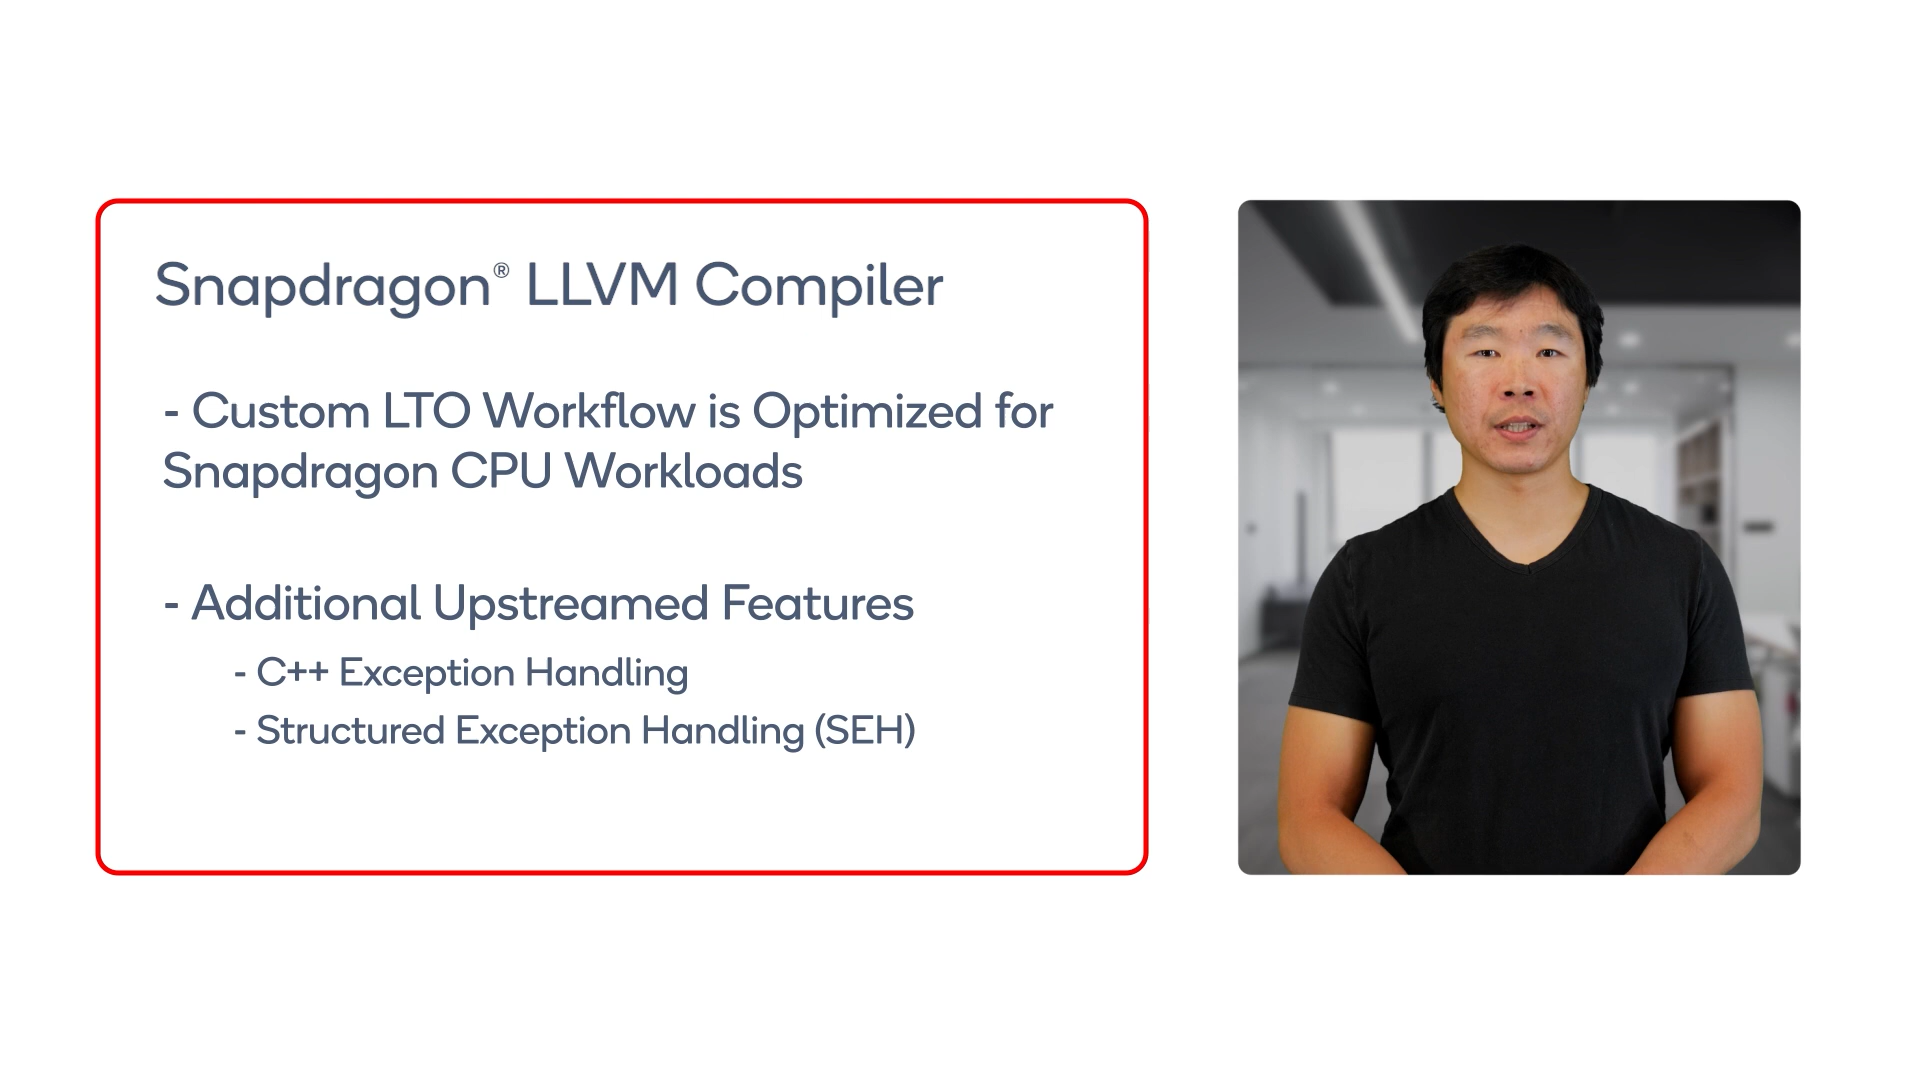 Snapdragon® LLVM Compiler
- Custom LTO Workflow is Optimized for
Snapdragon CPU Workloads
- Additional Upstreamed Features
- C++ Exception Handling
- Structured Exception Handling (SEH)